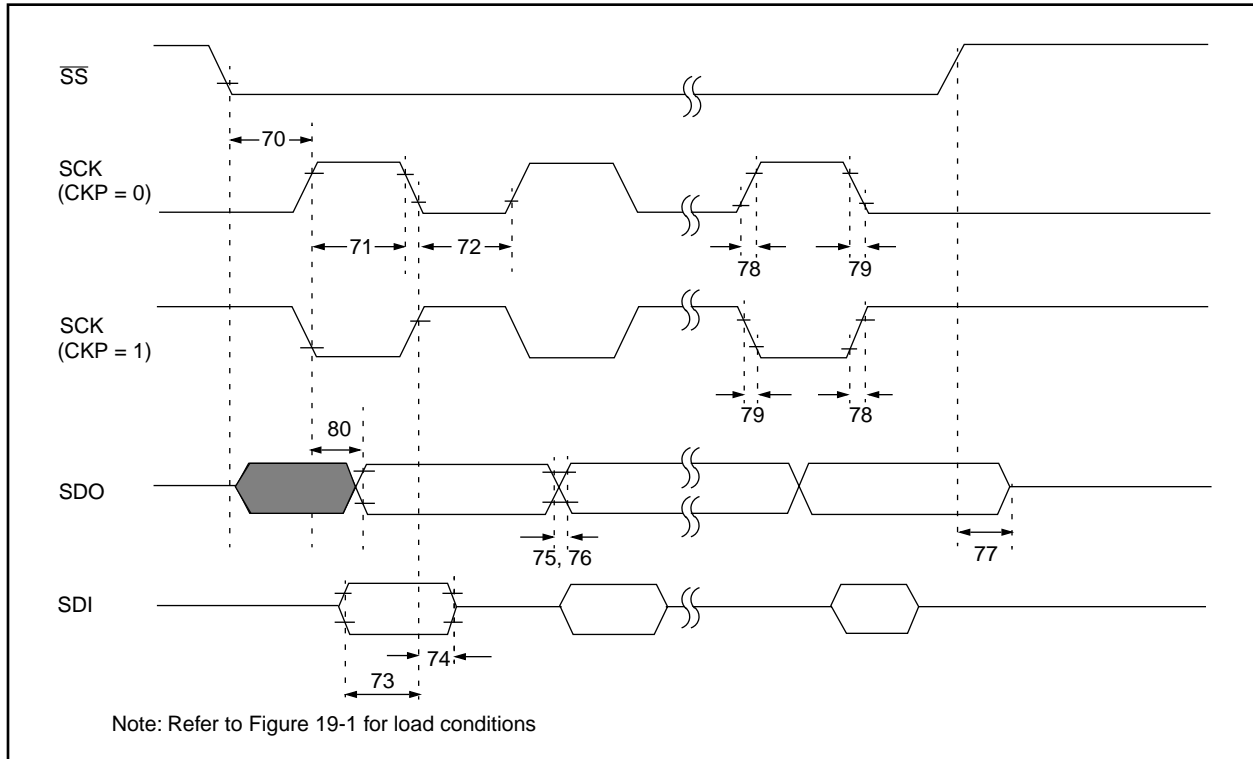 SS
70
SCK
(CKP = 0)
71
72
78
79
SCK
(CKP = 1)
79
78
80
SDO
75, 76
77
SDI
74
73
Note: Refer to Figure 19-1 for load conditions